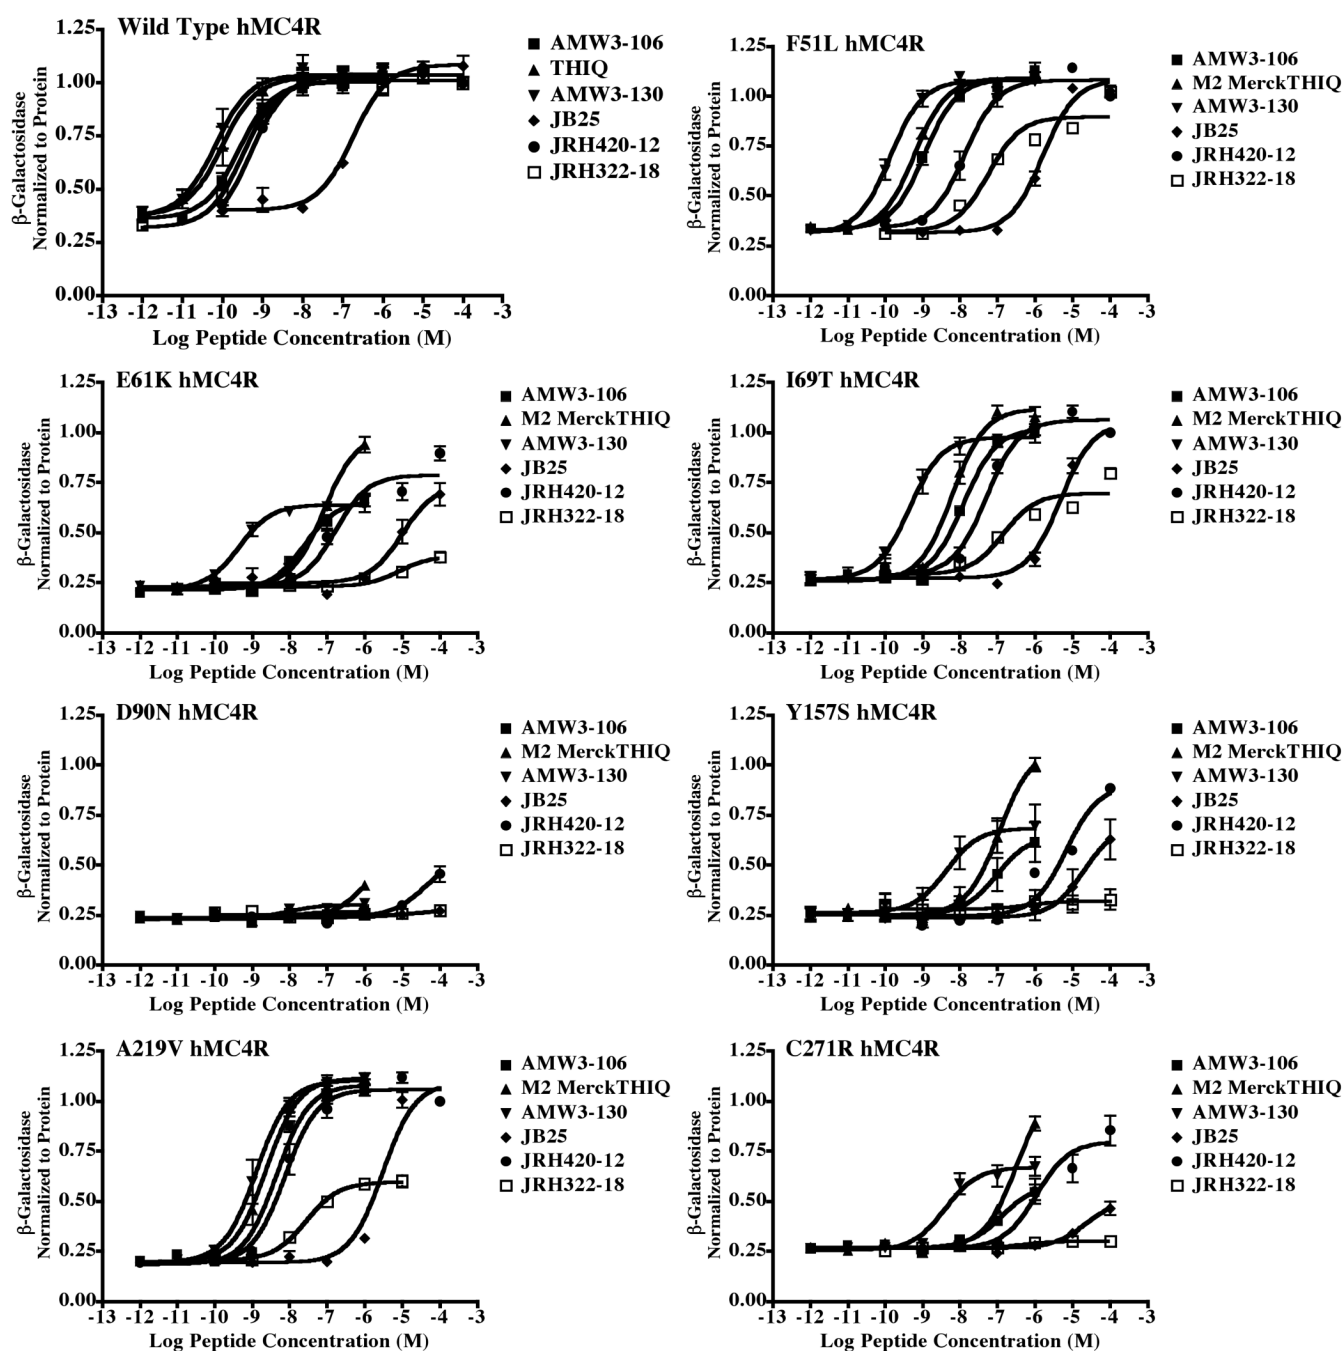 Wild Type hMC4R
1.25
1.00
0.75
0.50
0.25
0.00
β-Galactosidase
Normalized to Protein
-13 -12 -11 -10 -9 -8 -7 -6 -5 -4 -3
Log Peptide Concentration (M)
AMW3-106
THIQ
AMW3-130
JB25
JRH420-12
JRH322-18
F51L hMC4R
1.25
1.00
0.75
0.50
0.25
0.00
β-Galactosidase
Normalized to Protein
-13 -12 -11 -10 -9 -8 -7 -6 -5 -4 -3
Log Peptide Concentration (M)
AMW3-106
M2 MerckTHIQ
AMW3-130
JB25
JRH420-12
JRH322-18
E61K hMC4R
1.25
1.00
0.75
0.50
0.25
0.00
β-Galactosidase
Normalized to Protein
-13 -12 -11 -10 -9 -8 -7 -6 -5 -4 -3
Log Peptide Concentration (M)
AMW3-106
M2 MerckTHIQ
AMW3-130
JB25
JRH420-12
JRH322-18
I69T hMC4R
1.25
1.00
0.75
0.50
0.25
0.00
β-Galactosidase
Normalized to Protein
-13 -12 -11 -10 -9 -8 -7 -6 -5 -4 -3
Log Peptide Concentration (M)
AMW3-106
M2 MerckTHIQ
AMW3-130
JB25
JRH420-12
JRH322-18
D90N hMC4R
1.25
1.00
0.75
0.50
0.25
0.00
β-Galactosidase
Normalized to Protein
-13 -12 -11 -10 -9 -8 -7 -6 -5 -4 -3
Log Peptide Concentration (M)
AMW3-106
M2 MerckTHIQ
AMW3-130
JB25
JRH420-12
JRH322-18
Y157S hMC4R
1.25
1.00
0.75
0.50
0.25
0.00
β-Galactosidase
Normalized to Protein
-13 -12 -11 -10 -9 -8 -7 -6 -5 -4 -3
Log Peptide Concentration (M)
AMW3-106
M2 MerckTHIQ
AMW3-130
JB25
JRH420-12
JRH322-18
A219V hMC4R
1.25
1.00
0.75
0.50
0.25
0.00
β-Galactosidase
Normalized to Protein
-13 -12 -11 -10 -9 -8 -7 -6 -5 -4 -3
Log Peptide Concentration (M)
AMW3-106
M2 MerckTHIQ
AMW3-130
JB25
JRH420-12
JRH322-18
C271R hMC4R
1.25
1.00
0.75
0.50
0.25
0.00
β-Galactosidase
Normalized to Protein
-13 -12 -11 -10 -9 -8 -7 -6 -5 -4 -3
Log Peptide Concentration (M)
AMW3-106
M2 MerckTHIQ
AMW3-130
JB25
JRH420-12
JRH322-18